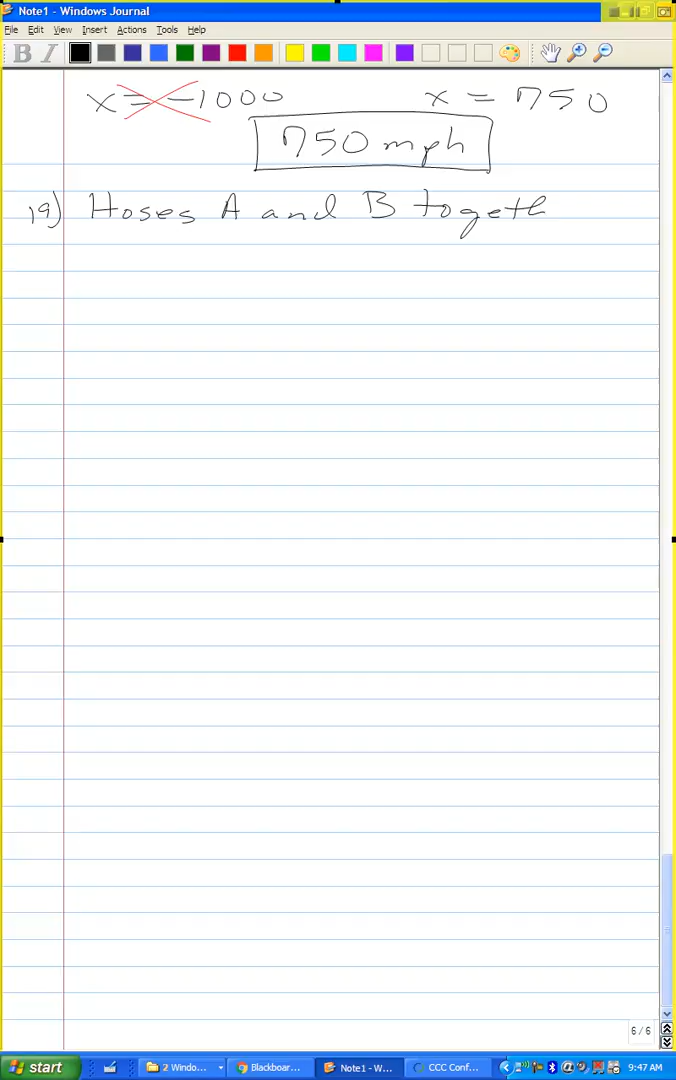 Note1 - Windows Journal
File Edit View Insert Actions Tools Help
B I
x = -1000 x = 750
750 mph
19) Hoses A and B togeth
6 / 6
start 2 Windo... Blackboar... Note1 - W... CCC Conf... 9:47 AM